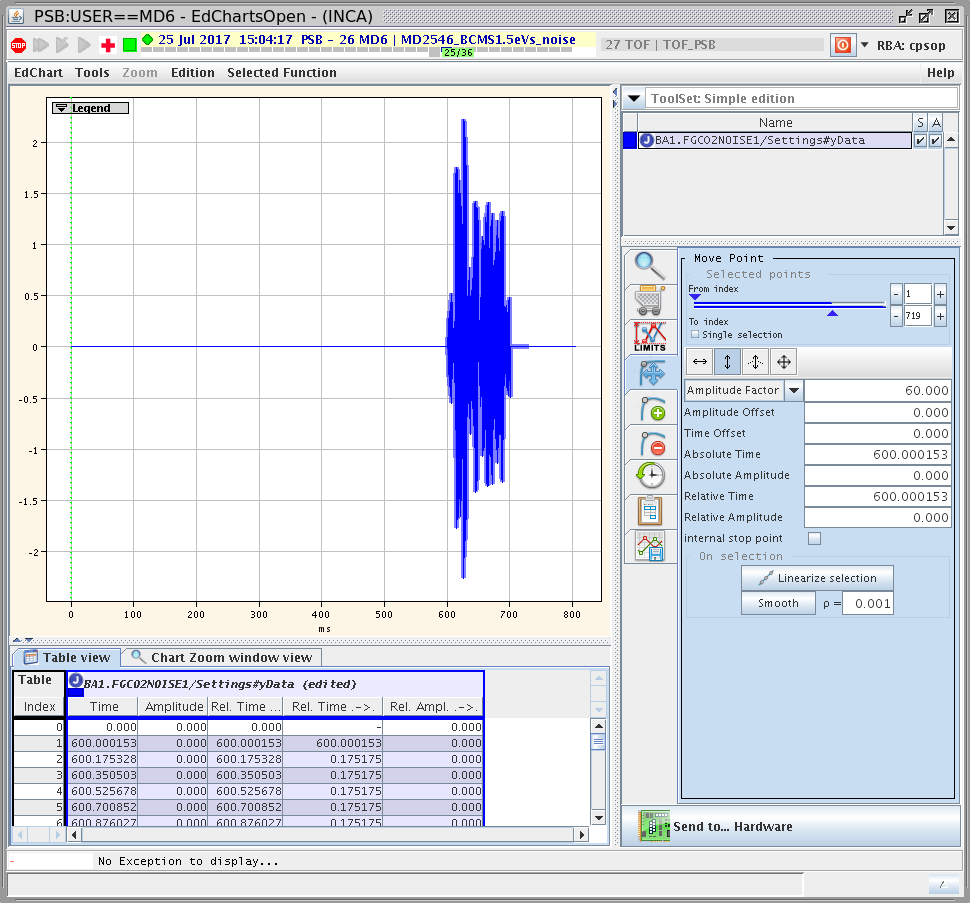 PSB:USER==MD6 - EdChartsOpen - (INCA)
STOP
25 Jul 2017 15:04:17 PSB - 26 MD6 | MD2546_BCMS1.5eVs_noise
25/36
27 TOF | TOF_PSB
RBA: cpsop
EdChart Tools Zoom Edition Selected Function Help
Legend
2
1.5
1
0.5
0
-0.5
-1
-1.5
-2
0 100 200 300 400 500 600 700 800
ms
ToolSet: Simple edition
Name S A
J BA1.FGC02NOISE1/Settings#yData
LIMITS
Move Point
Selected points
From index
- 1 +
- 719 +
To index
Single selection
Amplitude Factor 60.000
Amplitude Offset 0.000
Time Offset 0.000
Absolute Time 600.000153
Absolute Amplitude 0.000
Relative Time 600.000153
Relative Amplitude 0.000
internal stop point
On selection
Linearize selection
Smooth ρ = 0.001
Table view Chart Zoom window view
Table J BA1.FGC02NOISE1/Settings#yData (edited)
Index Time Amplitude Rel. Time ... Rel. Time .->. Rel. Ampl. .->.
0 0.000 0.000 0.000 - 0.000
1 600.000153 0.000 600.000153 600.000153 0.000
2 600.175328 0.000 600.175328 0.175175 0.000
3 600.350503 0.000 600.350503 0.175175 0.000
4 600.525678 0.000 600.525678 0.175175 0.000
5 600.700852 0.000 600.700852 0.175175 0.000
6 600.876027 0.000 600.876027 0.175175 0.000
Send to... Hardware
- No Exception to display...